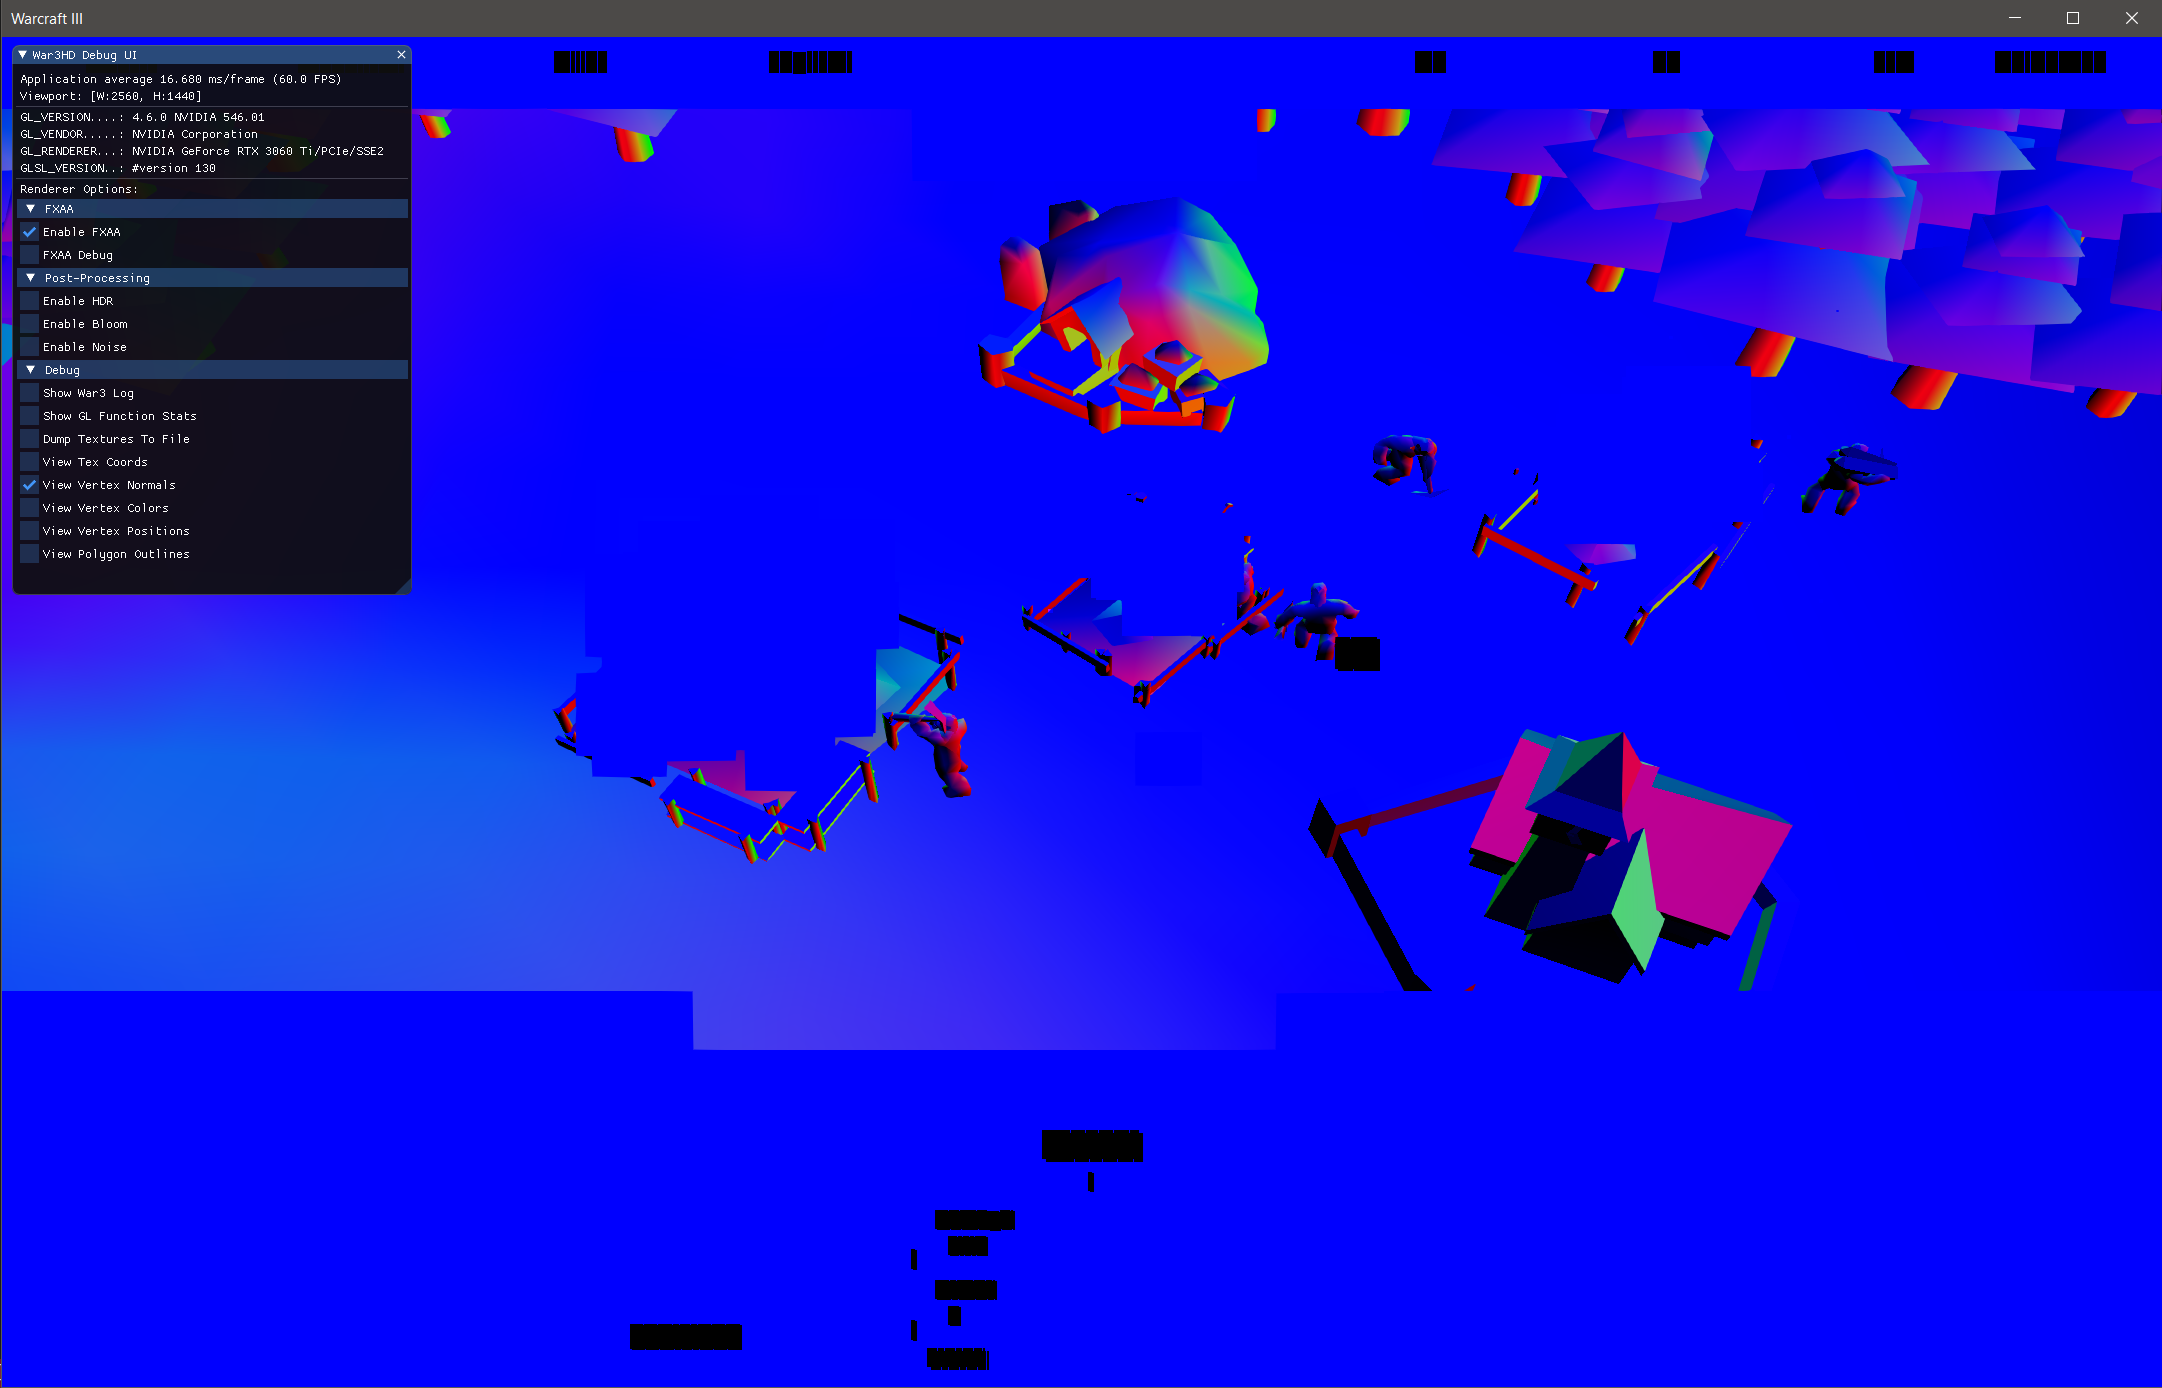 Warcraft III
War3HD Debug UI
Application average 16.680 ms/frame (60.0 FPS)
Viewport: [W:2560, H:1440]
GL_VERSION....: 4.6.0 NVIDIA 546.01
GL_VENDOR.....: NVIDIA Corporation
GL_RENDERER...: NVIDIA GeForce RTX 3060 Ti/PCIe/SSE2
GLSL_VERSION..: #version 130
Renderer Options:
FXAA
Enable FXAA
FXAA Debug
Post-Processing
Enable HDR
Enable Bloom
Enable Noise
Debug
Show War3 Log
Show GL Function Stats
Dump Textures To File
View Tex Coords
View Vertex Normals
View Vertex Colors
View Vertex Positions
View Polygon Outlines